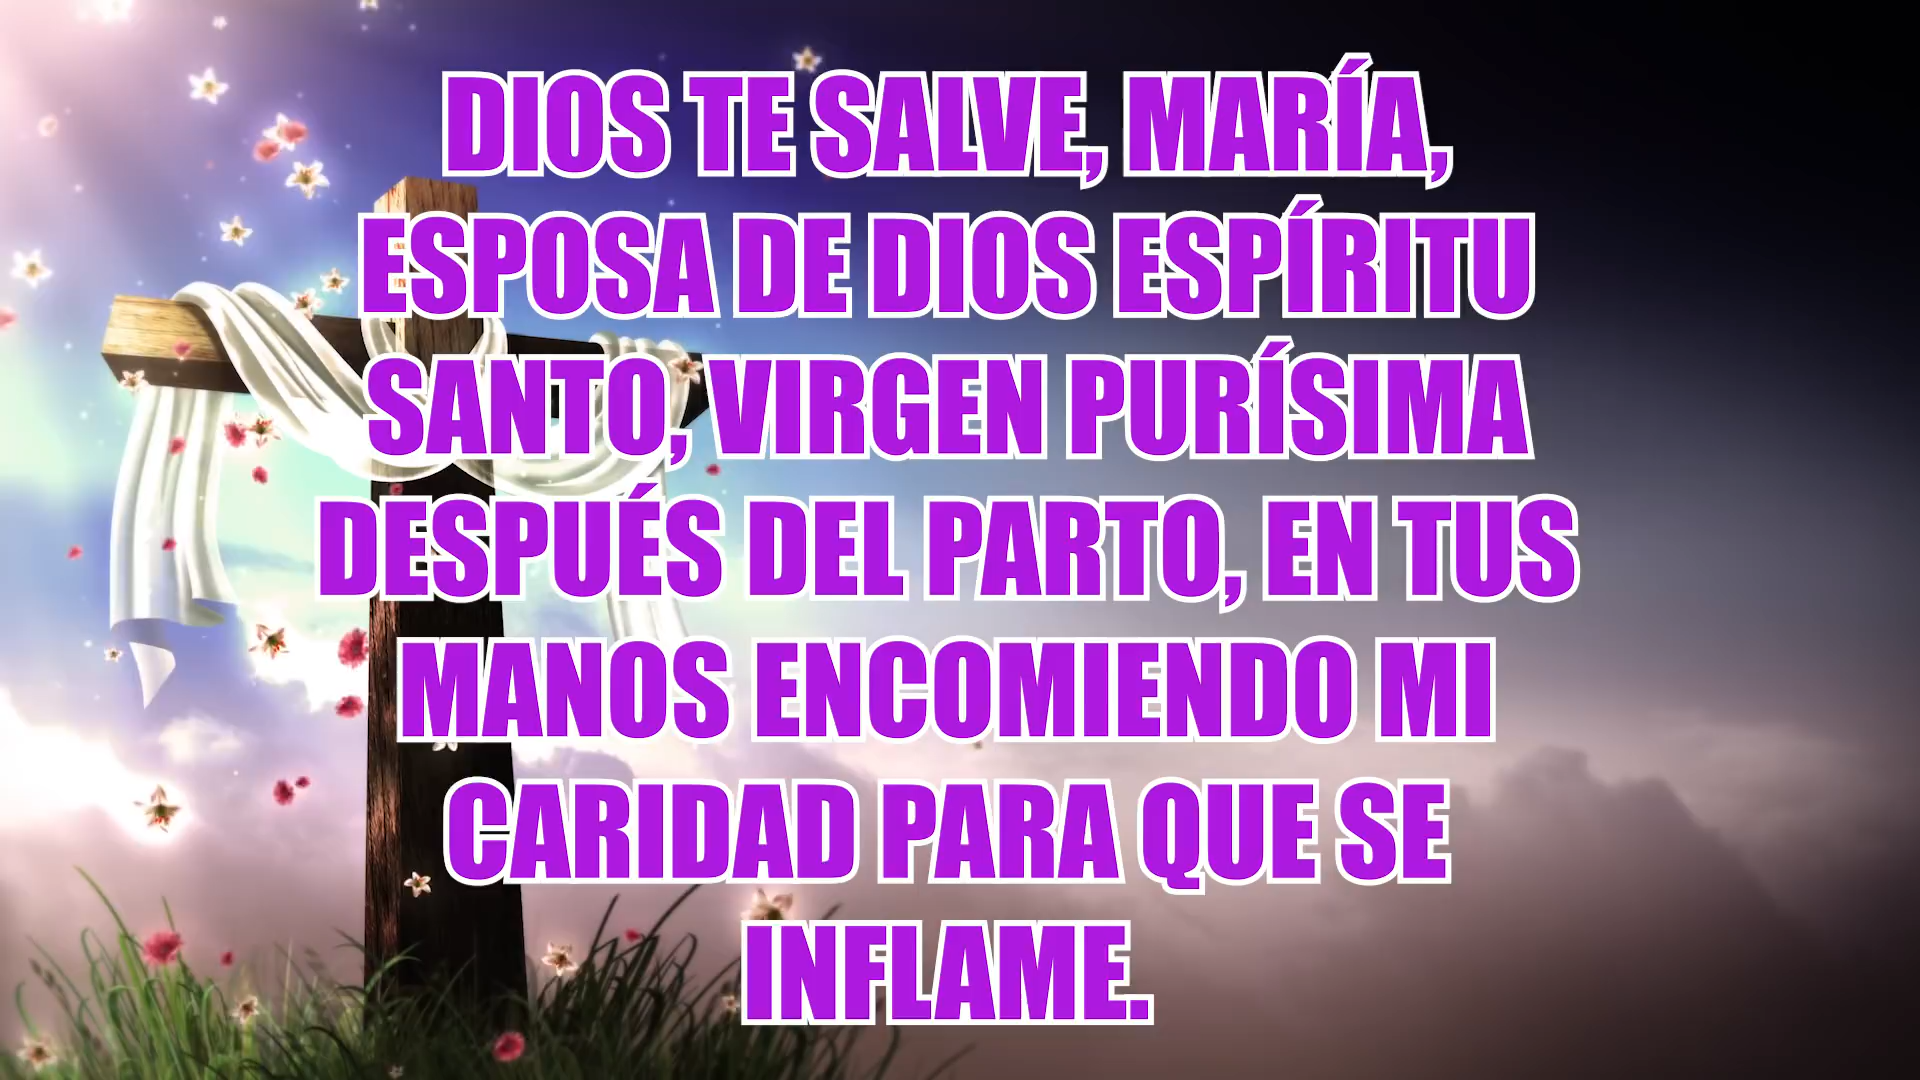 DIOS TE SALVE, MARÍA,
ESPOSA DE DIOS ESPÍRITU
SANTO, VIRGEN PURÍSIMA
DESPUÉS DEL PARTO, EN TUS
MANOS ENCOMIENDO MI
CARIDAD PARA QUE SE
INFLAME.